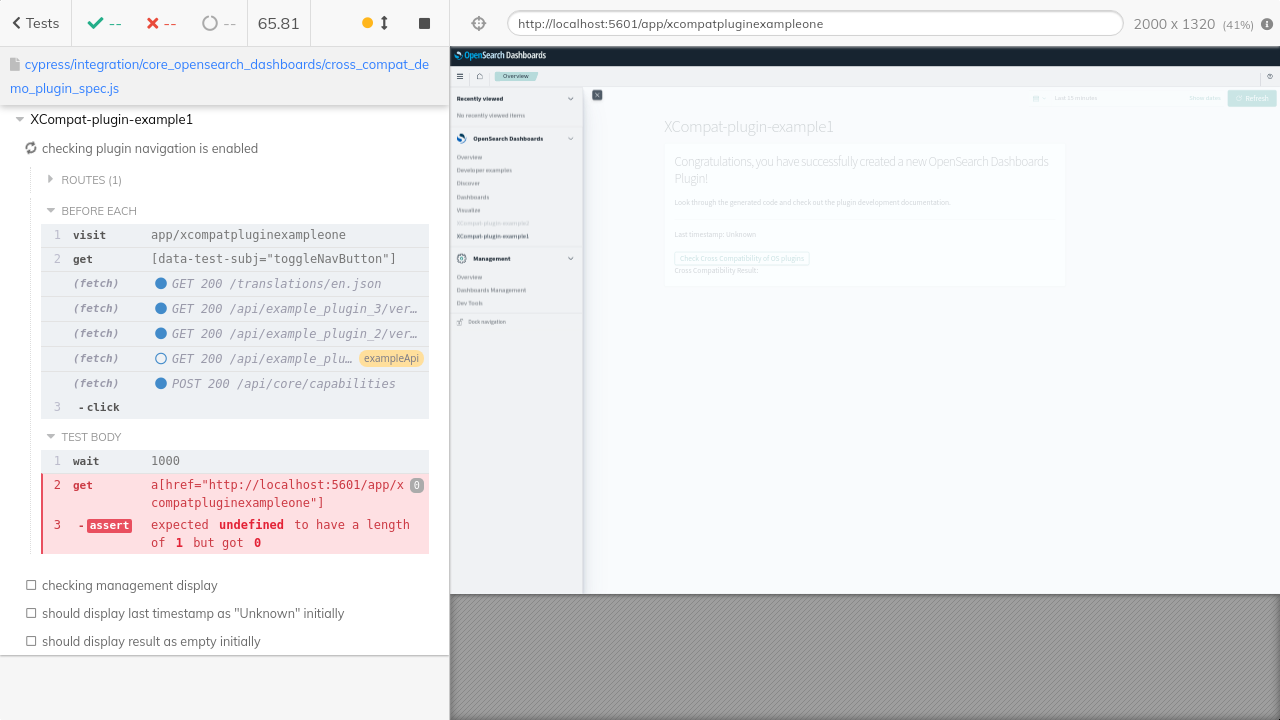 Tests
--
--
--
65.81
http://localhost:5601/app/xcompatpluginexampleone
2000 x 1320 (41%)
cypress/integration/core_opensearch_dashboards/cross_compat_de
mo_plugin_spec.js
XCompat-plugin-example1
checking plugin navigation is enabled
ROUTES (1)
BEFORE EACH
1 visit app/xcompatpluginexampleone
2 get [data-test-subj="toggleNavButton"]
(fetch) GET 200 /translations/en.json
(fetch) GET 200 /api/example_plugin_3/ver…
(fetch) GET 200 /api/example_plugin_2/ver…
(fetch) GET 200 /api/example_plu… exampleApi
(fetch) POST 200 /api/core/capabilities
3 -click
TEST BODY
1 wait 1000
2 get a[href="http://localhost:5601/app/x 0
compatpluginexampleone"]
3 -assert expected undefined to have a length
of 1 but got 0
checking management display
should display last timestamp as "Unknown" initially
should display result as empty initially
OpenSearch Dashboards
Overview
Recently viewed
No recently viewed items
OpenSearch Dashboards
Overview
Developer examples
Discover
Dashboards
Visualize
XCompat-plugin-example1
Management
Overview
Dashboards Management
Dev Tools
Dock navigation
Last 15 minutes
Show dates
Refresh
XCompat-plugin-example1
Congratulations, you have successfully created a new OpenSearch Dashboards
Plugin!
Look through the generated code and check out the plugin development documentation.
Last timestamp: Unknown
Check Cross Compatibility of OS plugins
Cross Compatibility Result: